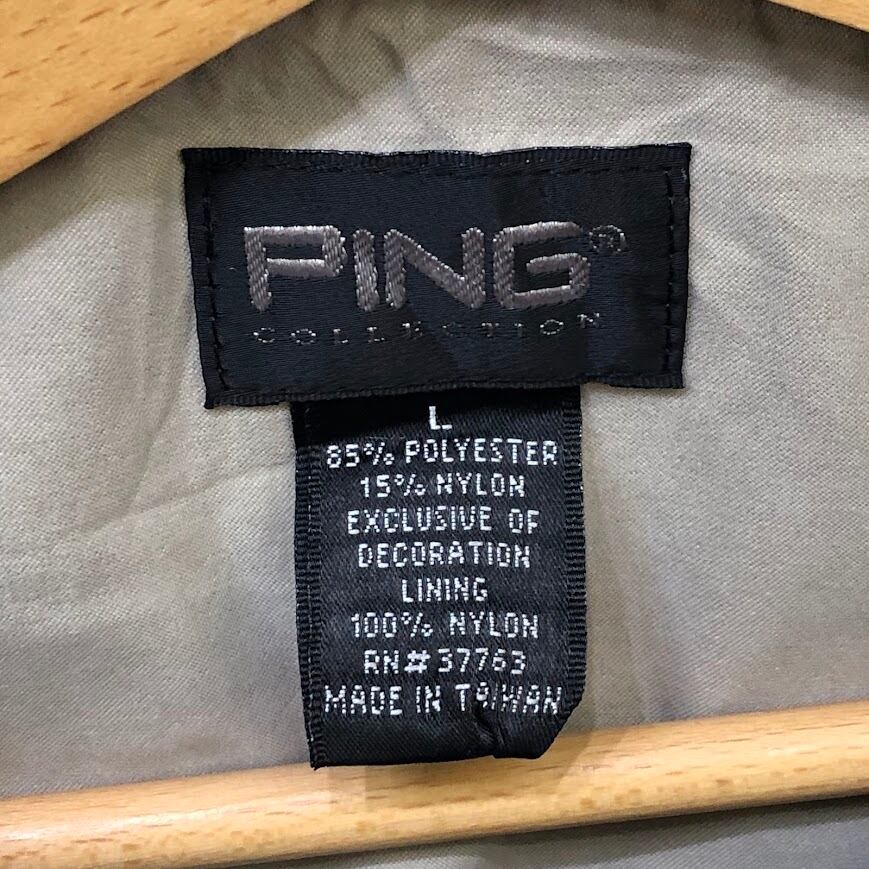 PING®
COLLECTION
L
85% POLYESTER
15% NYLON
EXCLUSIVE OF
DECORATION
LINING
100% NYLON
RN# 37763
MADE IN TAIWAN